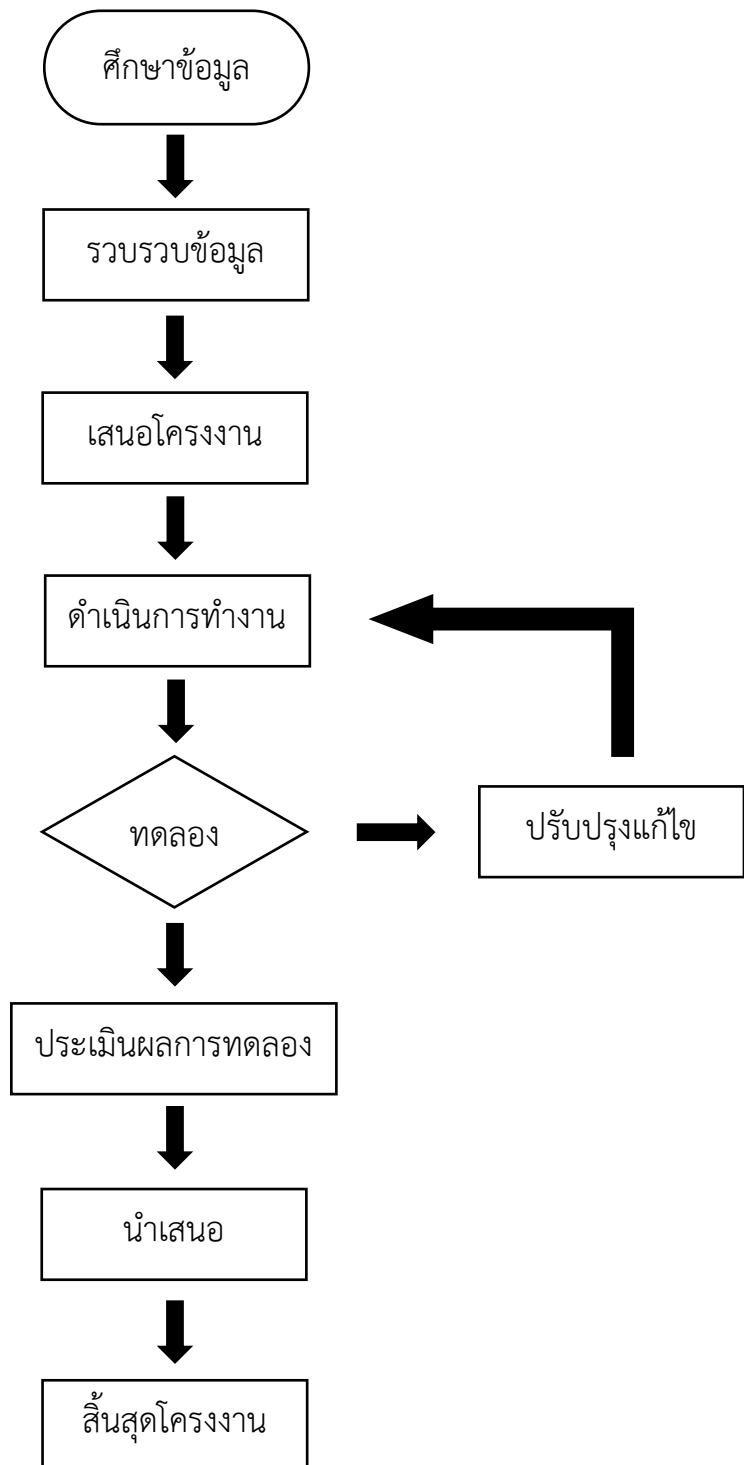 ศึกษาข้อมูล
รวบรวบข้อมูล
เสนอโครงงาน
ดำเนินการทำงาน
ทดลอง
ปรับปรุงแก้ไข
ประเมินผลการทดลอง
นำเสนอ
สิ้นสุดโครงงาน